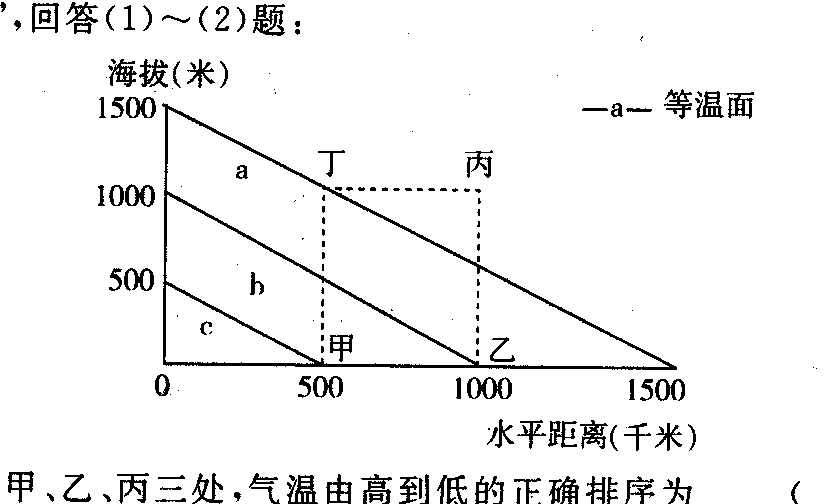 ’,回答(1)～(2)题:
海拔(米)
1500
—a— 等温面
丁
丙
a
1000
500
b
c
甲
乙
0
500
1000
1500
水平距离(千米)
甲、乙、丙三处,气温由高到低的正确排序为 (